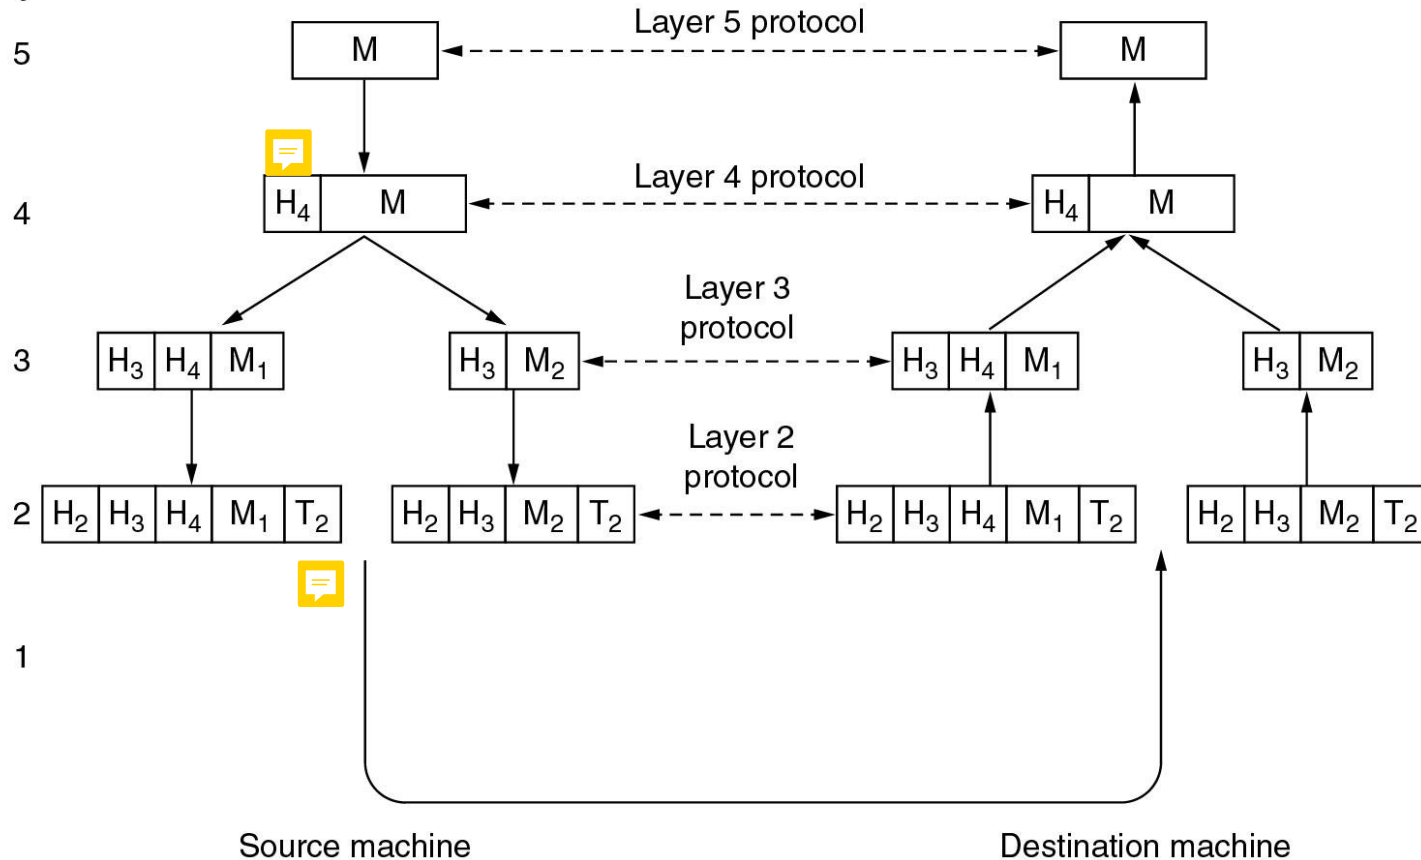 Layer 5 protocol
5 M M
Layer 4 protocol
4 H₄ M H₄ M
Layer 3
protocol
3 H₃ H₄ M₁ H₃ M₂ H₃ H₄ M₁ H₃ M₂
Layer 2
protocol
2 H₂ H₃ H₄ M₁ T₂ H₂ H₃ M₂ T₂ H₂ H₃ H₄ M₁ T₂ H₂ H₃ M₂ T₂
1
Source machine Destination machine